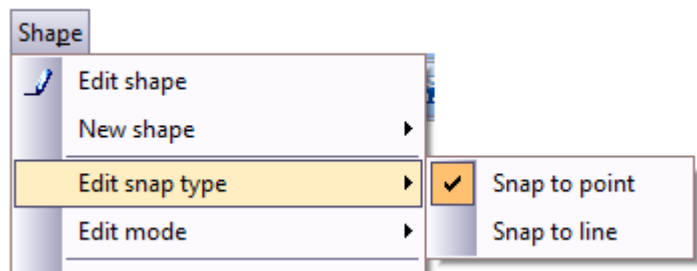 Shape
Edit shape
New shape
Edit snap type
Snap to point
Edit mode
Snap to line